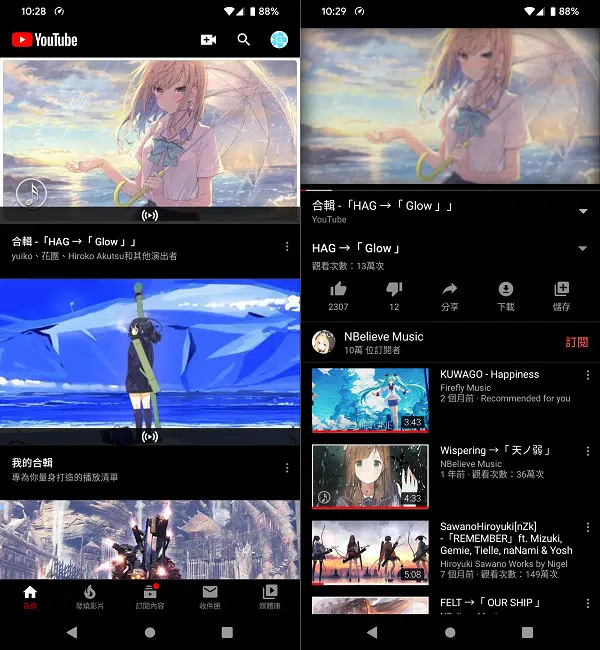 10:28
88%
YouTube
合輯 -「HAG → 「 Glow 」」
yuiko、花園、Hiroko Akutsu和其他演出者
我的合輯
專為你量身打造的播放清單
首頁
發燒影片
訂閱內容
收件匣
媒體庫
10:29
88%
合輯 -「HAG → 「 Glow 」」
YouTube
HAG → 「 Glow 」
觀看次數：13萬次
2307
12
分享
下載
儲存
NBelieve Music
10萬 位訂閱者
訂閱
KUWAGO - Happiness
Firefly Music
2 個月前 · Recommended for you
3:43
Wispering → 「 天ノ弱 」
NBelieve Music
1 年前 · 觀看次數：36萬次
4:33
SawanoHiroyuki[nZk]
-「REMEMBER」ft. Mizuki,
Gemie, Tielle, naNami & Yosh
Hiroyuki Sawano Works by Nigel
7 個月前 · 觀看次數：149萬次
5:08
FELT → 「 OUR SHIP 」